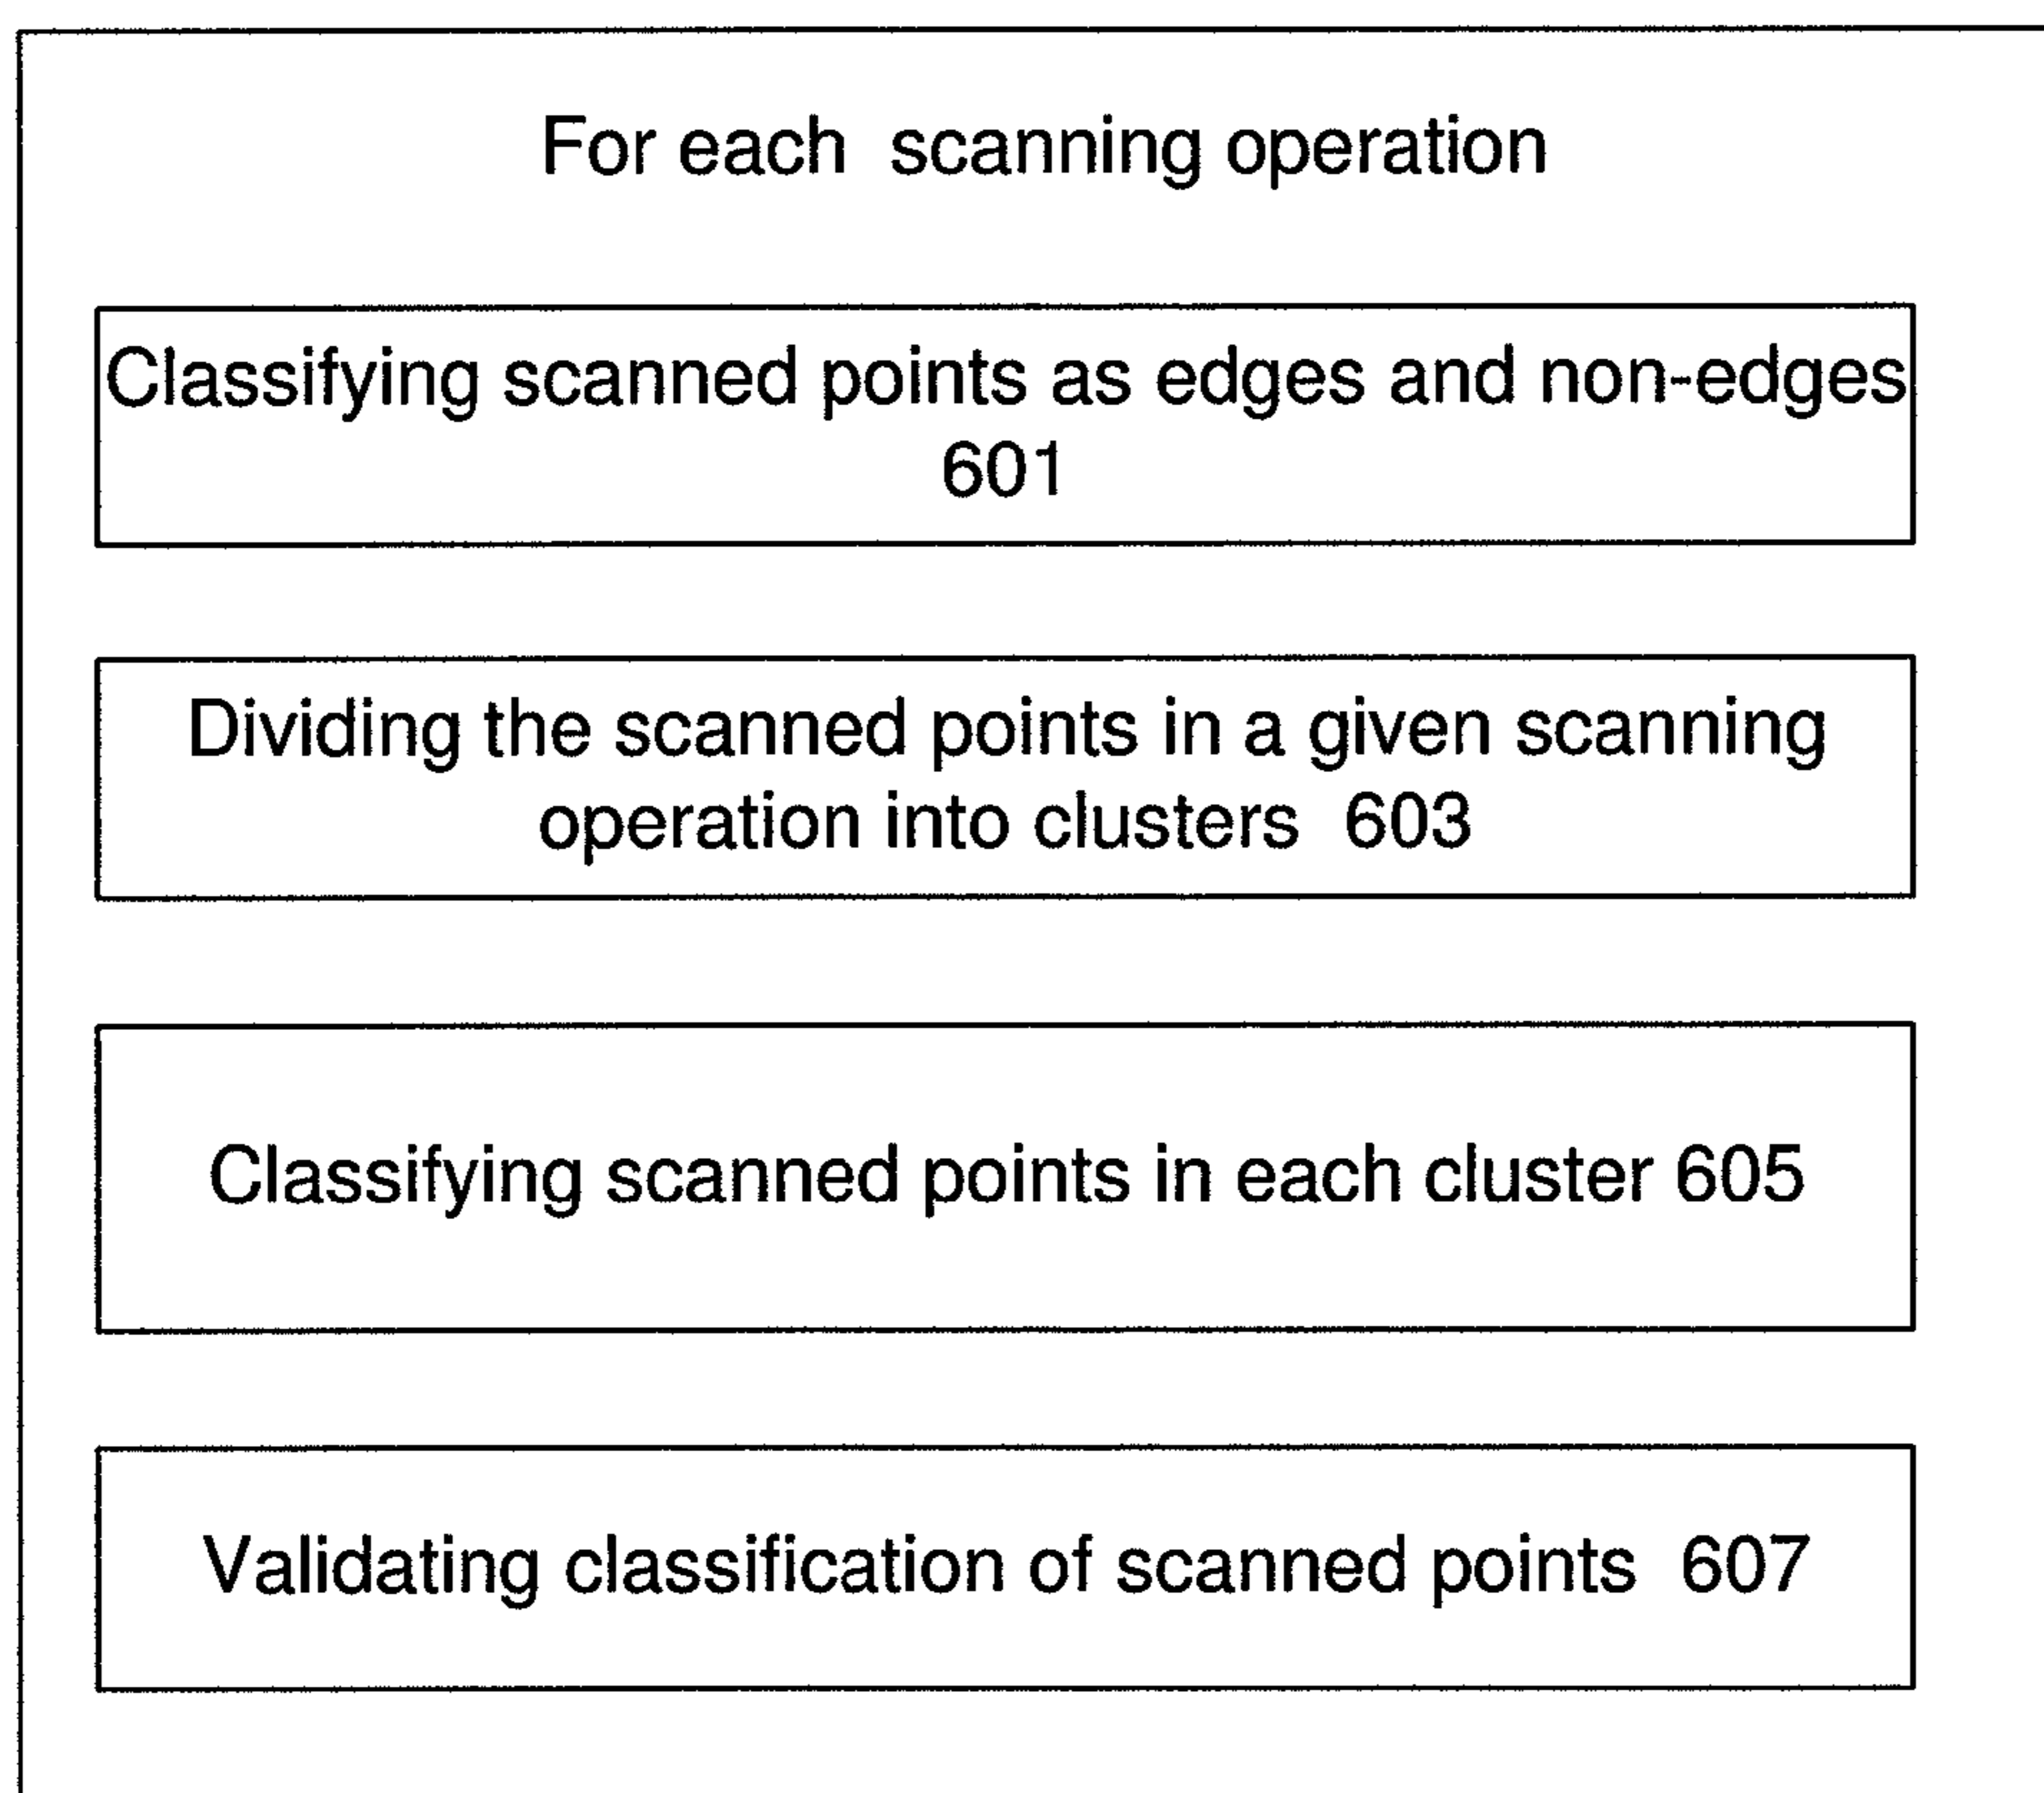 For each scanning operation
Classifying scanned points as edges and non-edges
601
Dividing the scanned points in a given scanning
operation into clusters 603
Classifying scanned points in each cluster 605
Validating classification of scanned points 607